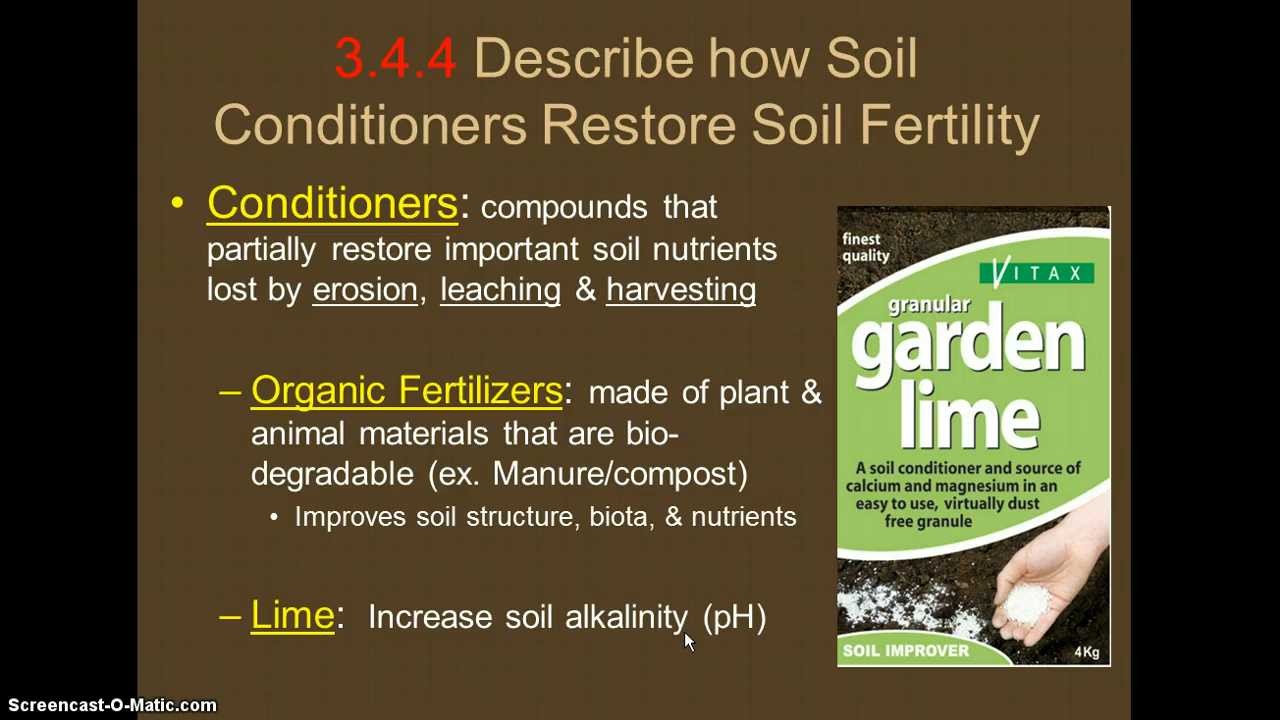 3.4.4 Describe how Soil
Conditioners Restore Soil Fertility
• Conditioners: compounds that
partially restore important soil nutrients
lost by erosion, leaching & harvesting
– Organic Fertilizers: made of plant &
animal materials that are bio-
degradable (ex. Manure/compost)
• Improves soil structure, biota, & nutrients
– Lime: Increase soil alkalinity (pH)
finest
quality
VITAX
granular
garden
lime
A soil conditioner and source of
calcium and magnesium in an
easy to use, virtually dust
free granule
SOIL IMPROVER
4Kg
Screencast-O-Matic.com